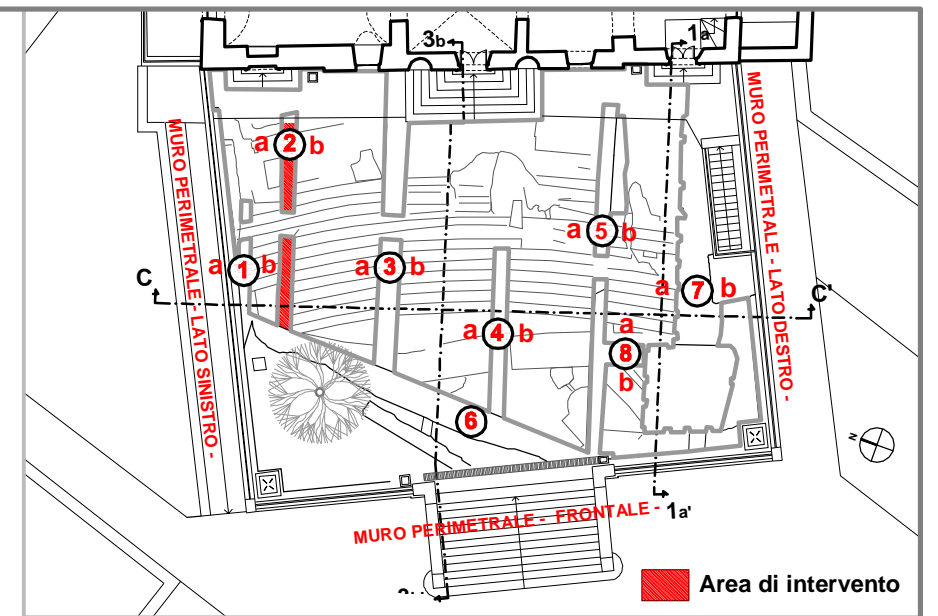 3b
1a
MURO PERIMETRALE - LATO SINISTRO -
MURO PERIMETRALE - LATO DESTRO -
a 2 b
a 5 b
a 1 b
a 3 b
C
C'
a 7 b
a 4 b
a
8
b
6
N
1a'
MURO PERIMETRALE - FRONTALE -
Area di intervento